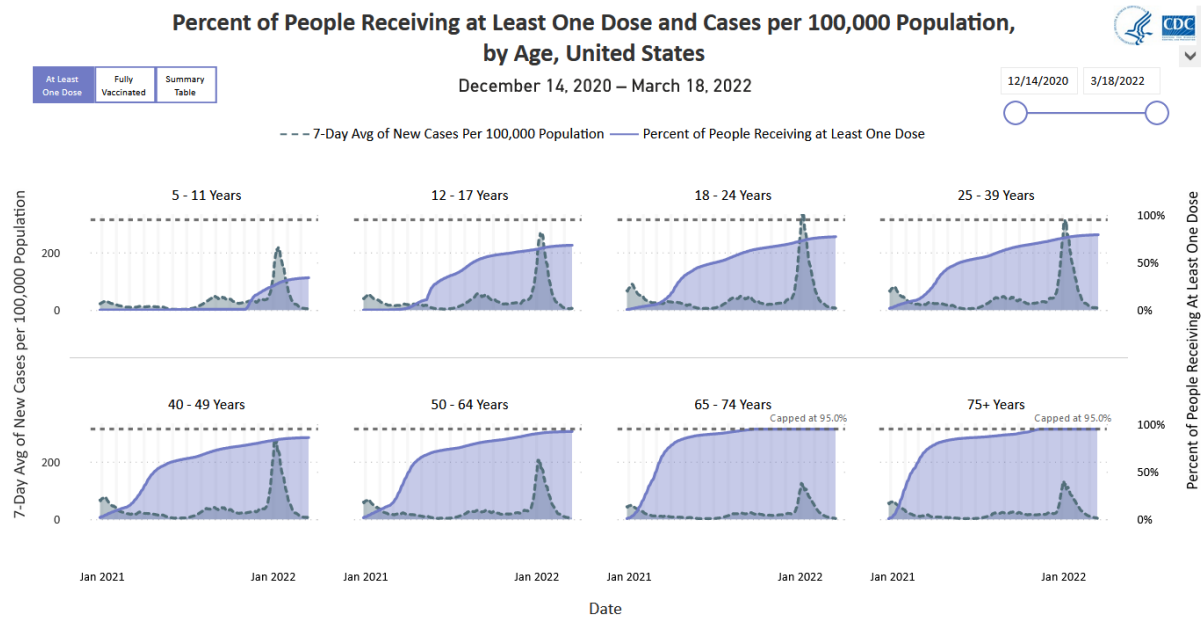 Percent of People Receiving at Least One Dose and Cases per 100,000 Population,
by Age, United States
December 14, 2020 – March 18, 2022
CDC
At Least
One Dose
Fully
Vaccinated
Summary
Table
12/14/2020
3/18/2022
7-Day Avg of New Cases Per 100,000 Population
Percent of People Receiving at Least One Dose
7-Day Avg of New Cases per 100,000 Population
5 - 11 Years
12 - 17 Years
18 - 24 Years
25 - 39 Years
200
0
100%
50%
0%
40 - 49 Years
50 - 64 Years
65 - 74 Years
75+ Years
Capped at 95.0%
Capped at 95.0%
200
0
100%
50%
0%
Percent of People Receiving At Least One Dose
Jan 2021
Jan 2022
Jan 2021
Jan 2022
Jan 2021
Jan 2022
Jan 2021
Jan 2022
Date